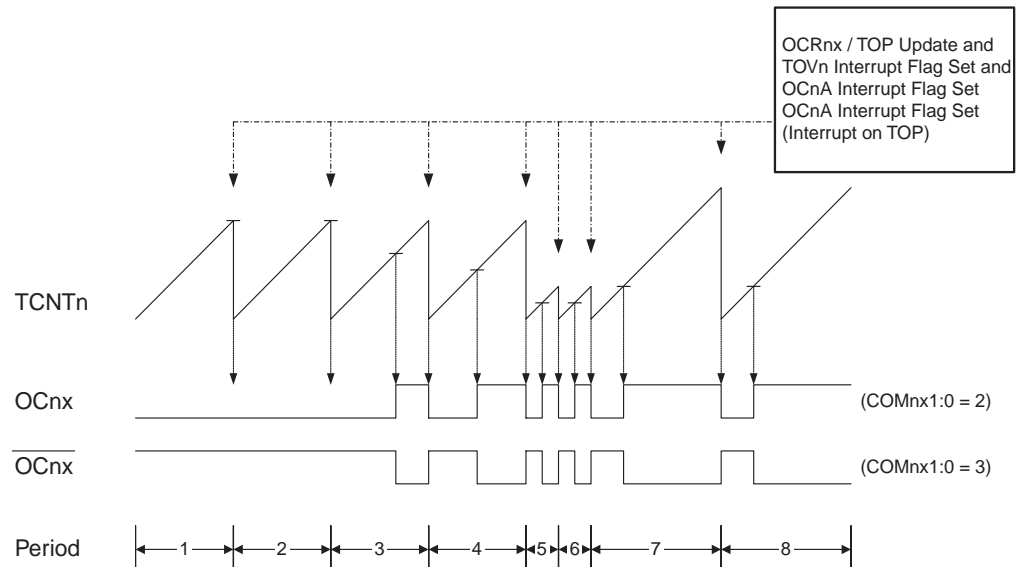 OCRnx / TOP Update and
TOVn Interrupt Flag Set and
OCnA Interrupt Flag Set
OCnA Interrupt Flag Set
(Interrupt on TOP)
TCNTn
OCnx
(COMnx1:0 = 2)
OCnx
(COMnx1:0 = 3)
Period
1 2 3 4 5 6 7 8